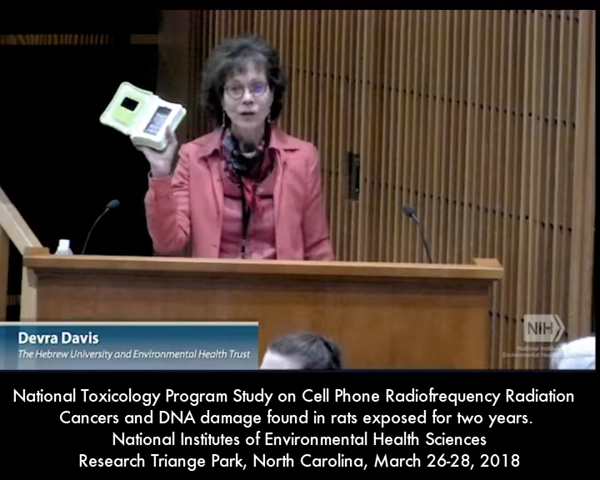 NIH
Environmental Health
Devra Davis
The Hebrew University and Environmental Health Trust
National Toxicology Program Study on Cell Phone Radiofrequency Radiation
Cancers and DNA damage found in rats exposed for two years.
National Institutes of Environmental Health Sciences
Research Triange Park, North Carolina, March 26-28, 2018